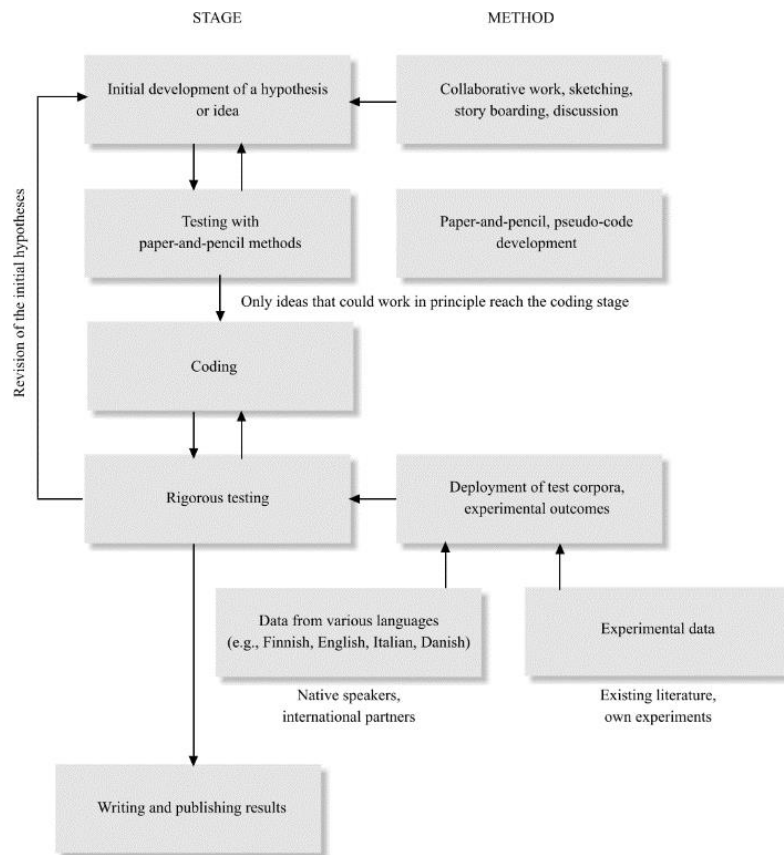 STAGE
METHOD
Initial development of a hypothesis
or idea
Collaborative work, sketching,
story boarding, discussion
Revision of the initial hypotheses
Testing with
paper-and-pencil methods
Paper-and-pencil, pseudo-code
development
Only ideas that could work in principle reach the coding stage
Coding
Rigorous testing
Deployment of test corpora,
experimental outcomes
Data from various languages
(e.g., Finnish, English, Italian, Danish)
Experimental data
Native speakers,
international partners
Existing literature,
own experiments
Writing and publishing results